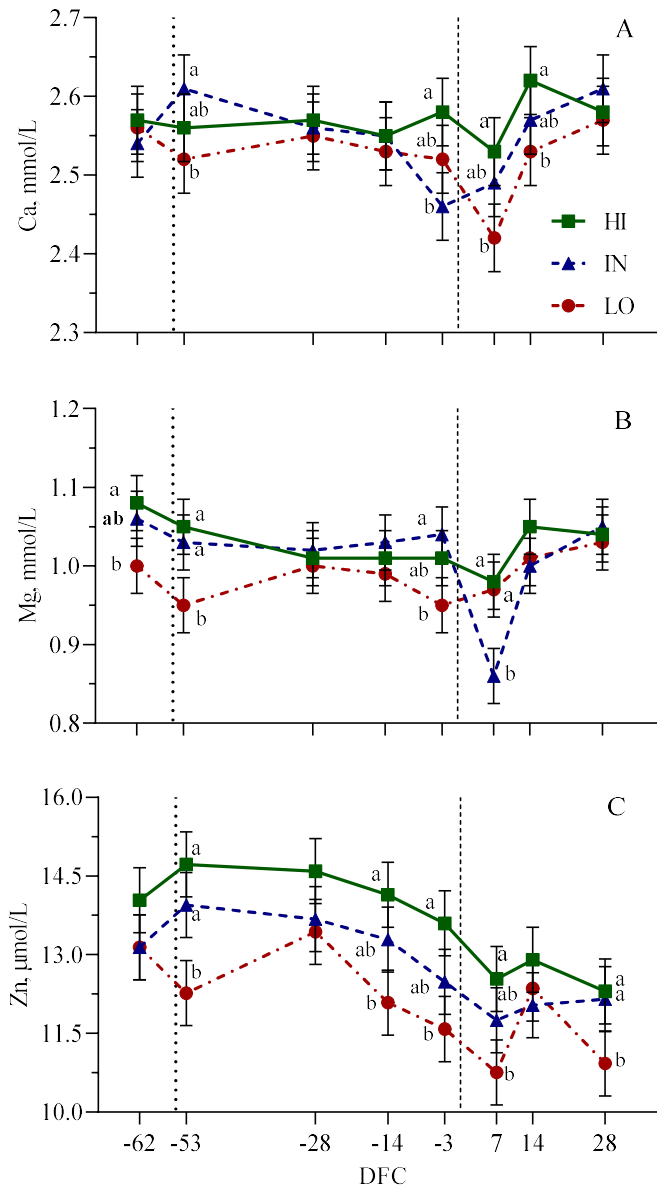 2.7
A
a
2.6
ab
a
a
a
b
ab
ab
Ca, mmol/L
2.5
ab
b
b
b
HI
2.4
IN
LO
2.3
1.2
B
1.1
a
a
ab
a
a
Mg, mmol/L
1.0
b
ab
a
a
b
b
0.9
b
0.8
16.0
C
a
14.5
a
a
a
Zn, µmol/L
13.0
ab
a
b
ab
ab
a
a
b
b
11.5
b
b
10.0
-62 -53 -28 -14 -3 7 14 28
DFC